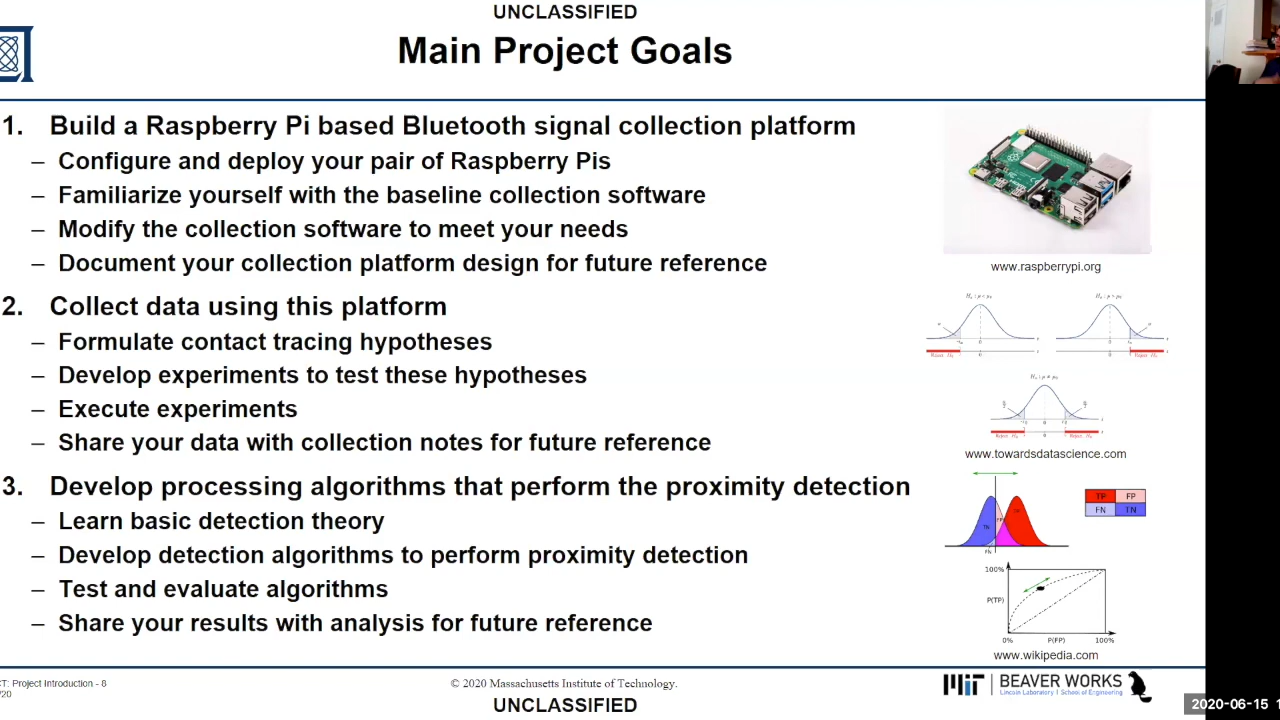 UNCLASSIFIED
Main Project Goals
1. Build a Raspberry Pi based Bluetooth signal collection platform
– Configure and deploy your pair of Raspberry Pis
– Familiarize yourself with the baseline collection software
– Modify the collection software to meet your needs
– Document your collection platform design for future reference
www.raspberrypi.org
2. Collect data using this platform
– Formulate contact tracing hypotheses
– Develop experiments to test these hypotheses
– Execute experiments
– Share your data with collection notes for future reference
www.towardsdatascience.com
3. Develop processing algorithms that perform the proximity detection
– Learn basic detection theory
– Develop detection algorithms to perform proximity detection
– Test and evaluate algorithms
– Share your results with analysis for future reference
TP FP
FN TN
TN
FN
100%
P(TP)
0% P(FP) 100%
www.wikipedia.com
CT: Project Introduction - 8
/20
© 2020 Massachusetts Institute of Technology.
UNCLASSIFIED
MIT BEAVER WORKS
Lincoln Laboratory | School of Engineering
2020-06-15 1